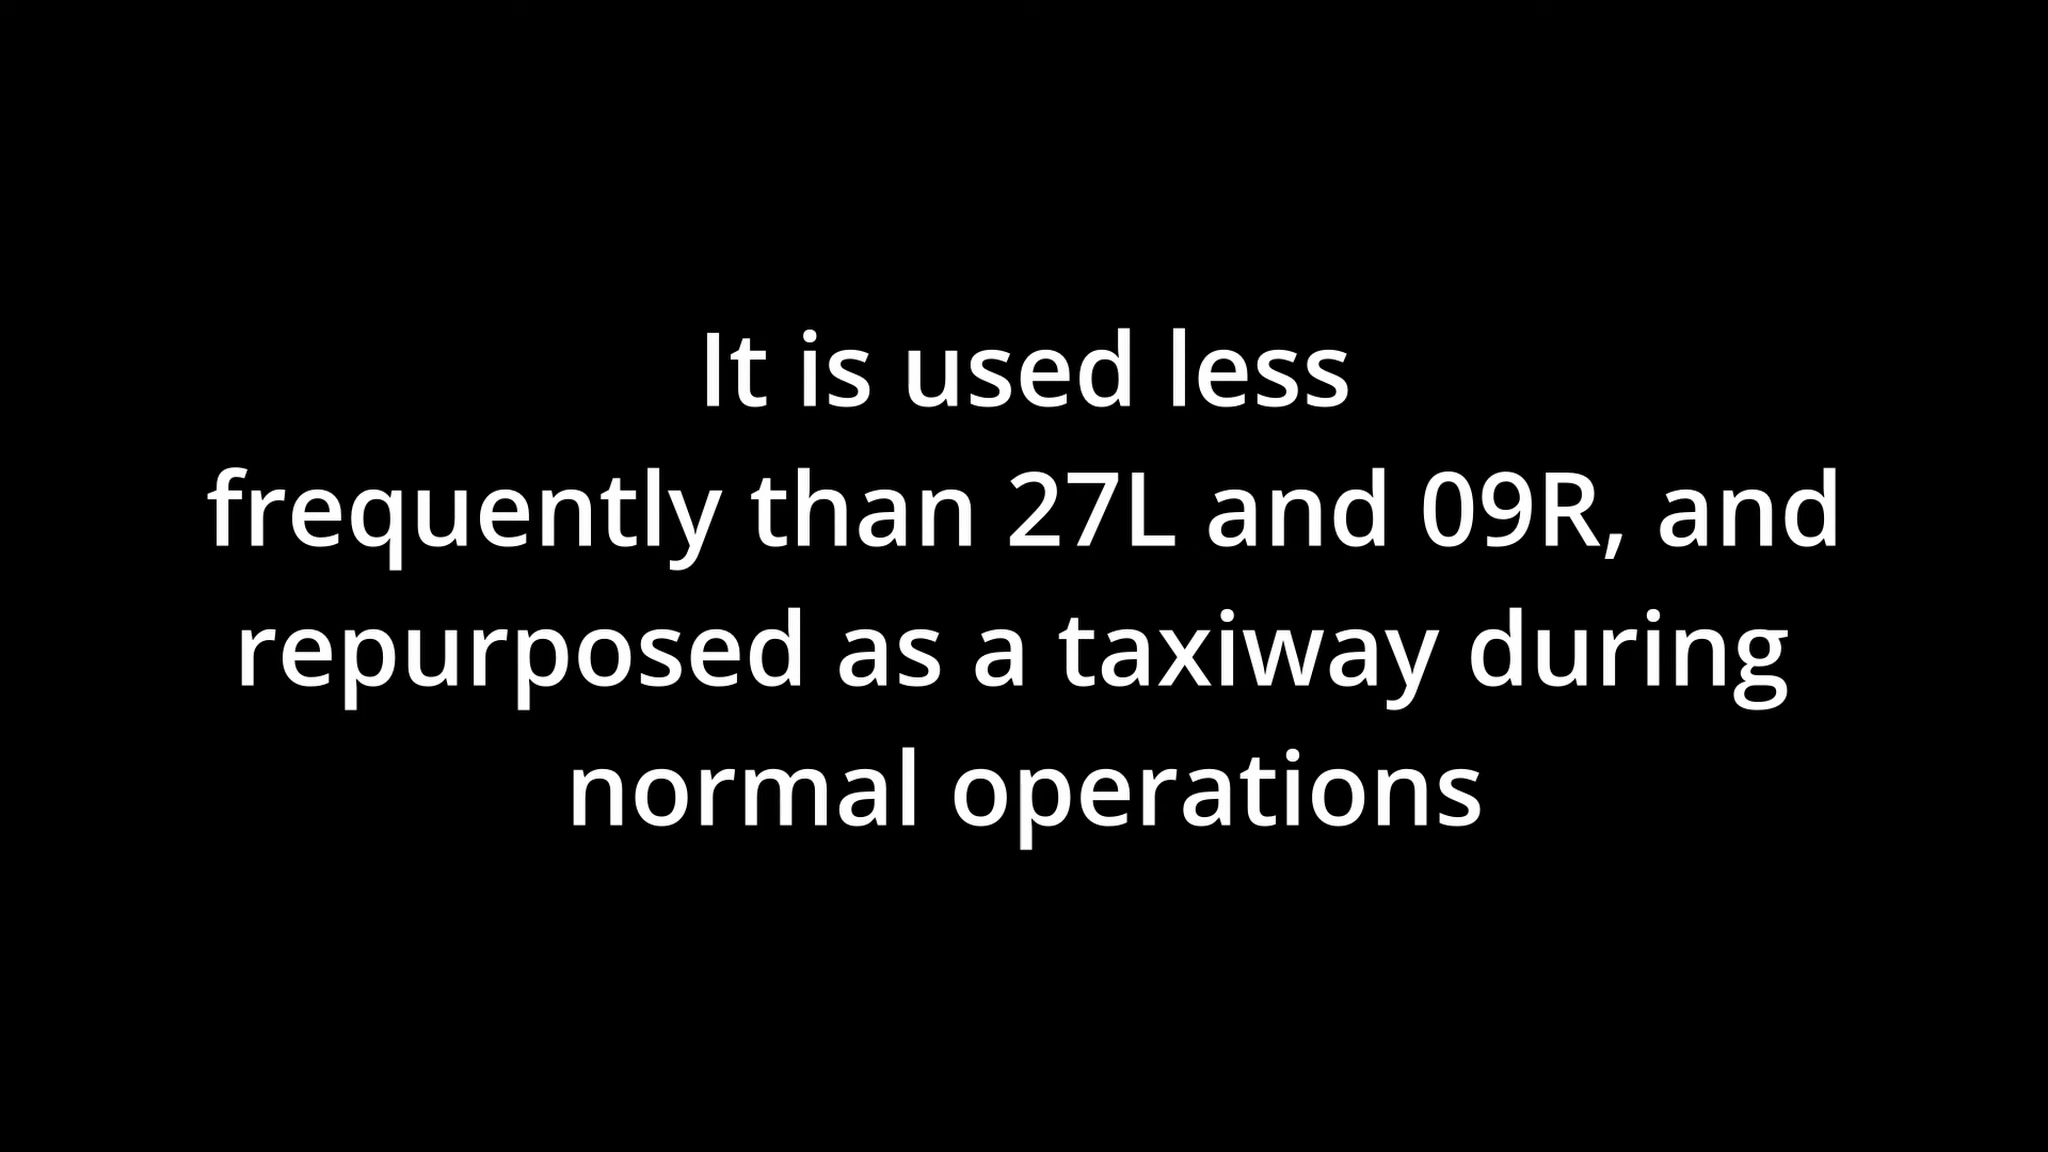 It is used less
frequently than 27L and 09R, and
repurposed as a taxiway during
normal operations